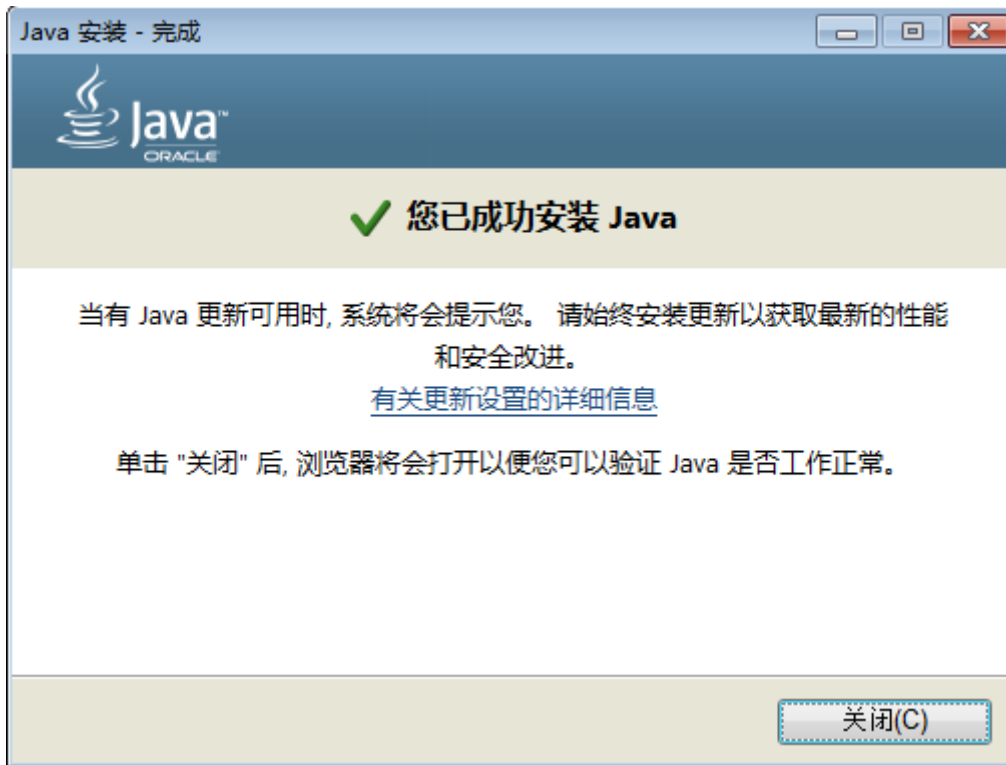 Java 安装 - 完成
Java™
ORACLE
您已成功安装 Java
当有 Java 更新可用时, 系统将会提示您。 请始终安装更新以获取最新的性能
和安全改进。
有关更新设置的详细信息
单击 "关闭" 后, 浏览器将会打开以便您可以验证 Java 是否工作正常。
关闭(C)